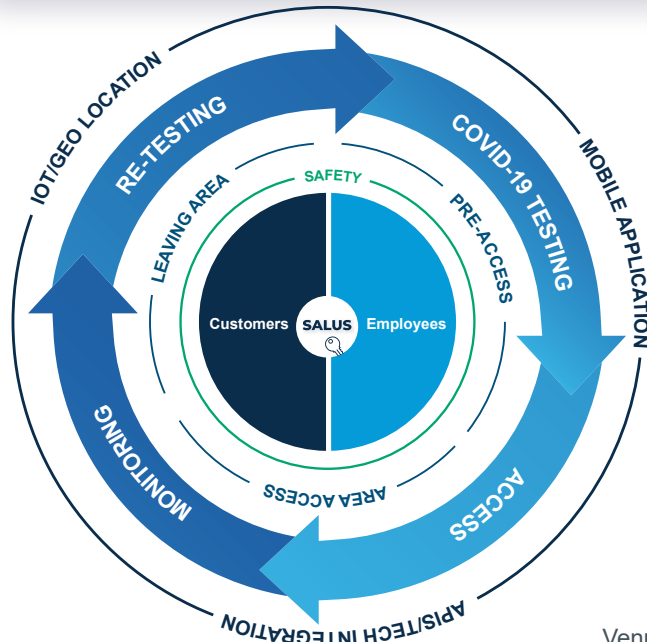 IOT/GEO LOCATION
MOBILE APPLICATION
APIS/TECH INTEGRATION
RE-TESTING
COVID-19 TESTING
ACCESS
MONITORING
LEAVING AREA
PRE-ACCESS
AREA ACCESS
SAFETY
Customers
SALUS
Employees